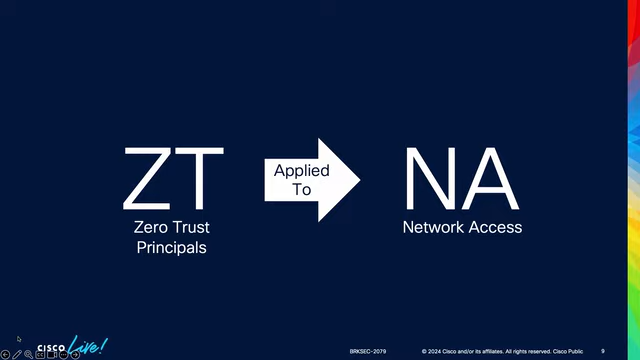 ZT
Zero Trust
Principals
Applied
To
NA
Network Access
CISCO Live!
BRKSEC-2079
© 2024 Cisco and/or its affiliates. All rights reserved. Cisco Public
9